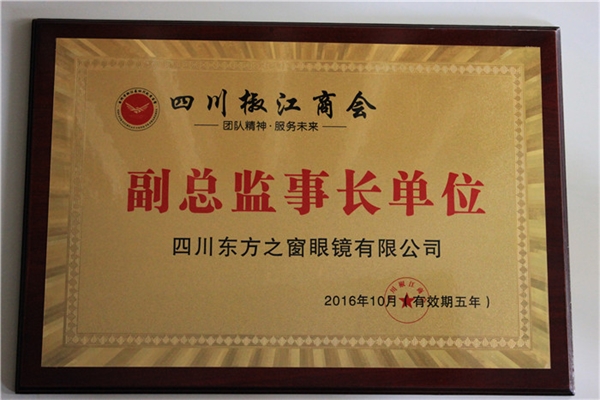 四川椒江商会
团队精神·服务未来
副总监事长单位
四川东方之窗眼镜有限公司
2016年10月(有效期五年)